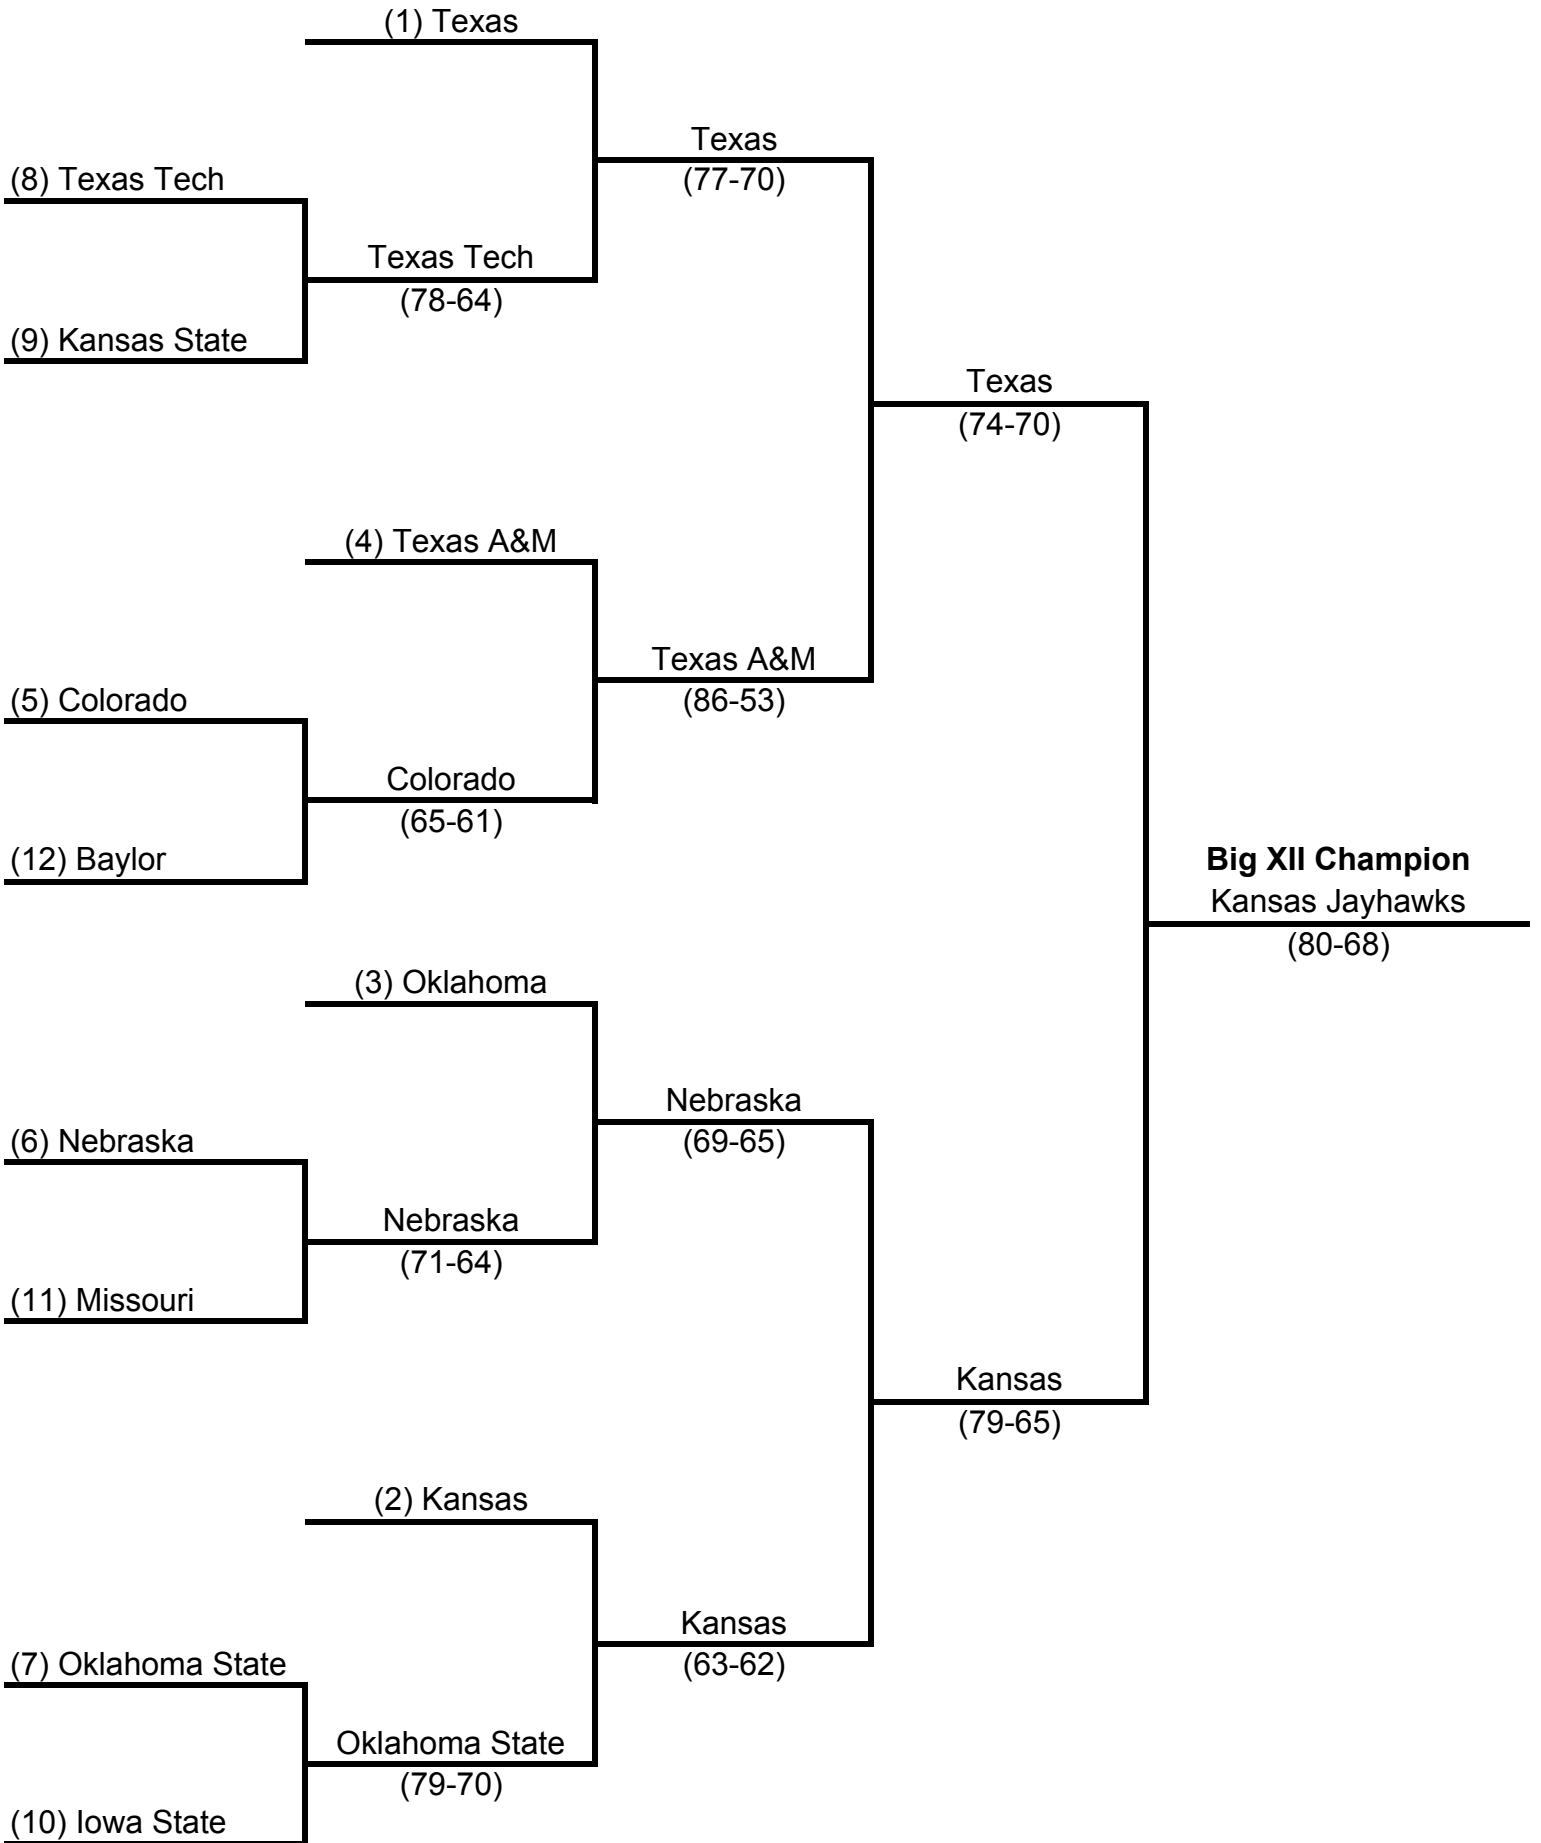 (1) Texas
Texas
(77-70)
(8) Texas Tech
Texas Tech
(78-64)
(9) Kansas State
Texas
(74-70)
(4) Texas A&M
Texas A&M
(86-53)
(5) Colorado
Colorado
(65-61)
(12) Baylor
Big XII Champion
Kansas Jayhawks
(80-68)
(3) Oklahoma
Nebraska
(69-65)
(6) Nebraska
Nebraska
(71-64)
(11) Missouri
Kansas
(79-65)
(2) Kansas
Kansas
(63-62)
(7) Oklahoma State
Oklahoma State
(79-70)
(10) Iowa State